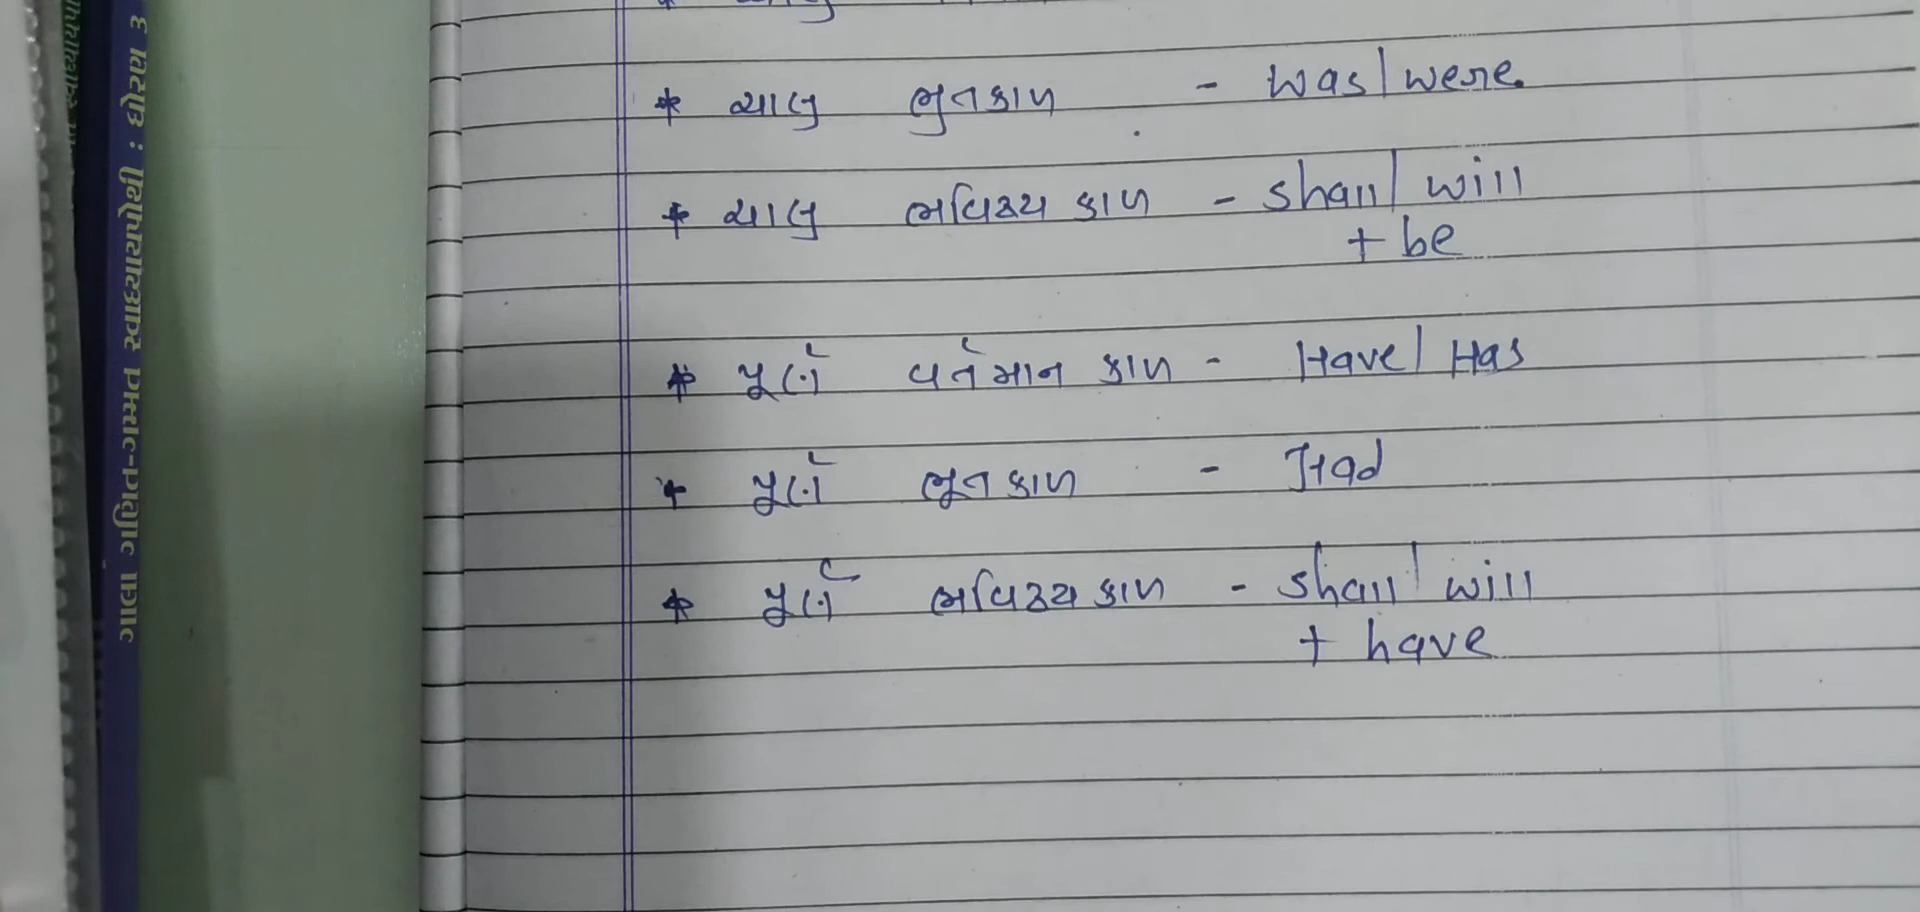 * ચાલુ ભુતકાળ - was/were
* ચાલુ ભવિષ્ય કાળ - shall/will
+ be
* પૂર્ણ વર્તમાન કાળ - Have/Has
* પૂર્ણ ભૂતકાળ - Had
* પૂર્ણ ભવિષ્ય કાળ - shall/will
+ have